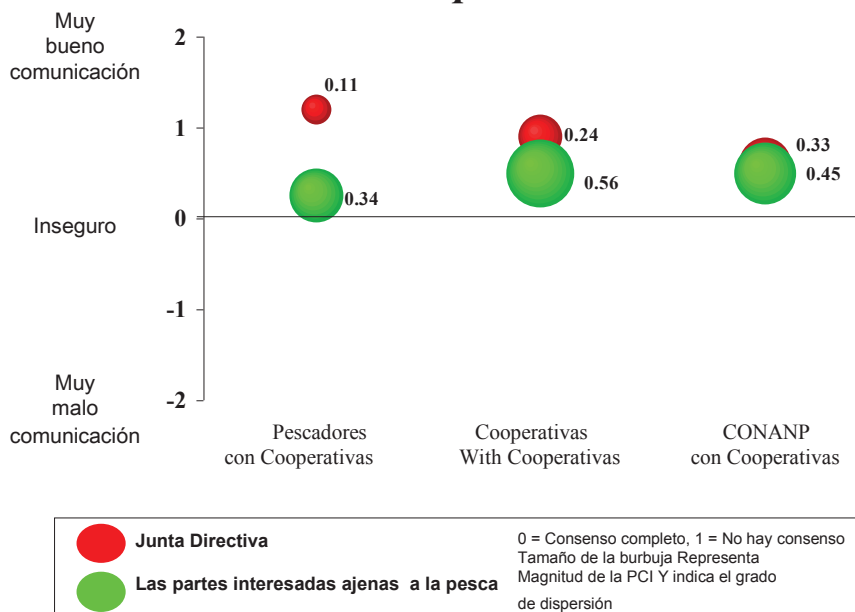 Muy
bueno
comunicación
2
0.11
1
0.24
0.33
0.34
0.56
0.45
Inseguro
0
-1
Muy
malo
comunicación
-2
Pescadores
con Cooperativas
Cooperativas
With Cooperativas
CONANP
con Cooperativas
Junta Directiva
Las partes interesadas ajenas a la pesca
0 = Consenso completo, 1 = No hay consenso
Tamaño de la burbuja Representa
Magnitud de la PCI Y indica el grado
de dispersión